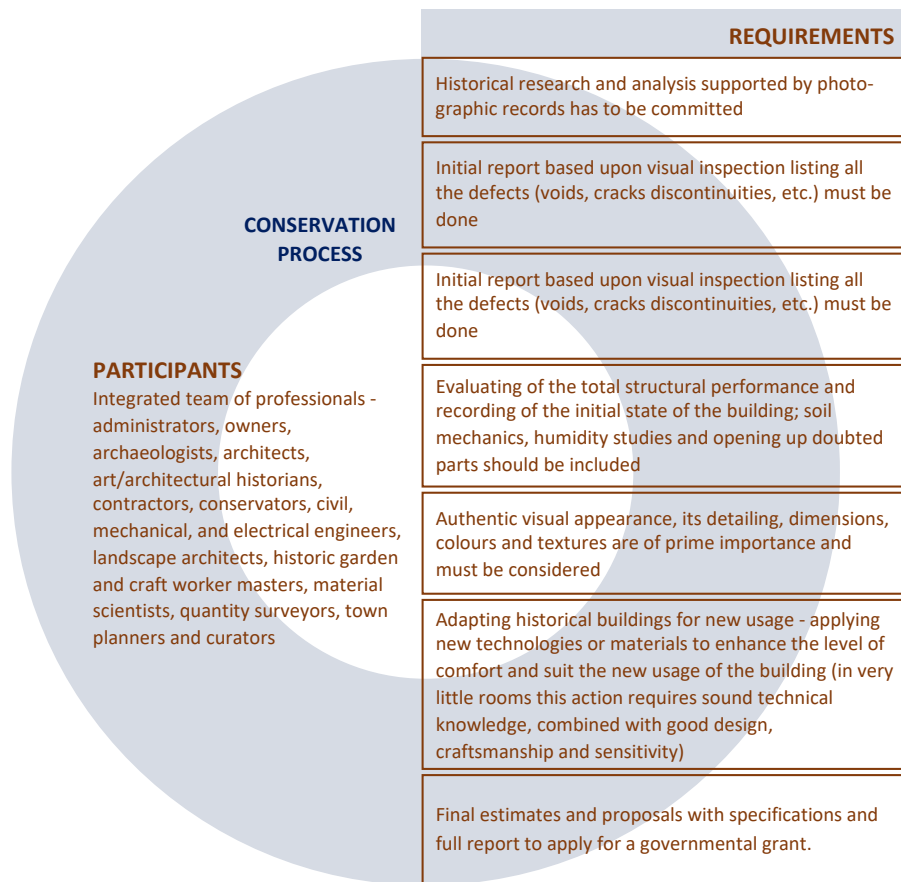 REQUIREMENTS
Historical research and analysis supported by photo-
graphic records has to be committed
Initial report based upon visual inspection listing all
the defects (voids, cracks discontinuities, etc.) must be
done
CONSERVATION
PROCESS
Initial report based upon visual inspection listing all
the defects (voids, cracks discontinuities, etc.) must be
done
PARTICIPANTS
Integrated team of professionals -
administrators, owners,
archaeologists, architects,
art/architectural historians,
contractors, conservators, civil,
mechanical, and electrical engineers,
landscape architects, historic garden
and craft worker masters, material
scientists, quantity surveyors, town
planners and curators
Evaluating of the total structural performance and
recording of the initial state of the building; soil
mechanics, humidity studies and opening up doubted
parts should be included
Authentic visual appearance, its detailing, dimensions,
colours and textures are of prime importance and
must be considered
Adapting historical buildings for new usage - applying
new technologies or materials to enhance the level of
comfort and suit the new usage of the building (in very
little rooms this action requires sound technical
knowledge, combined with good design,
craftsmanship and sensitivity)
Final estimates and proposals with specifications and
full report to apply for a governmental grant.